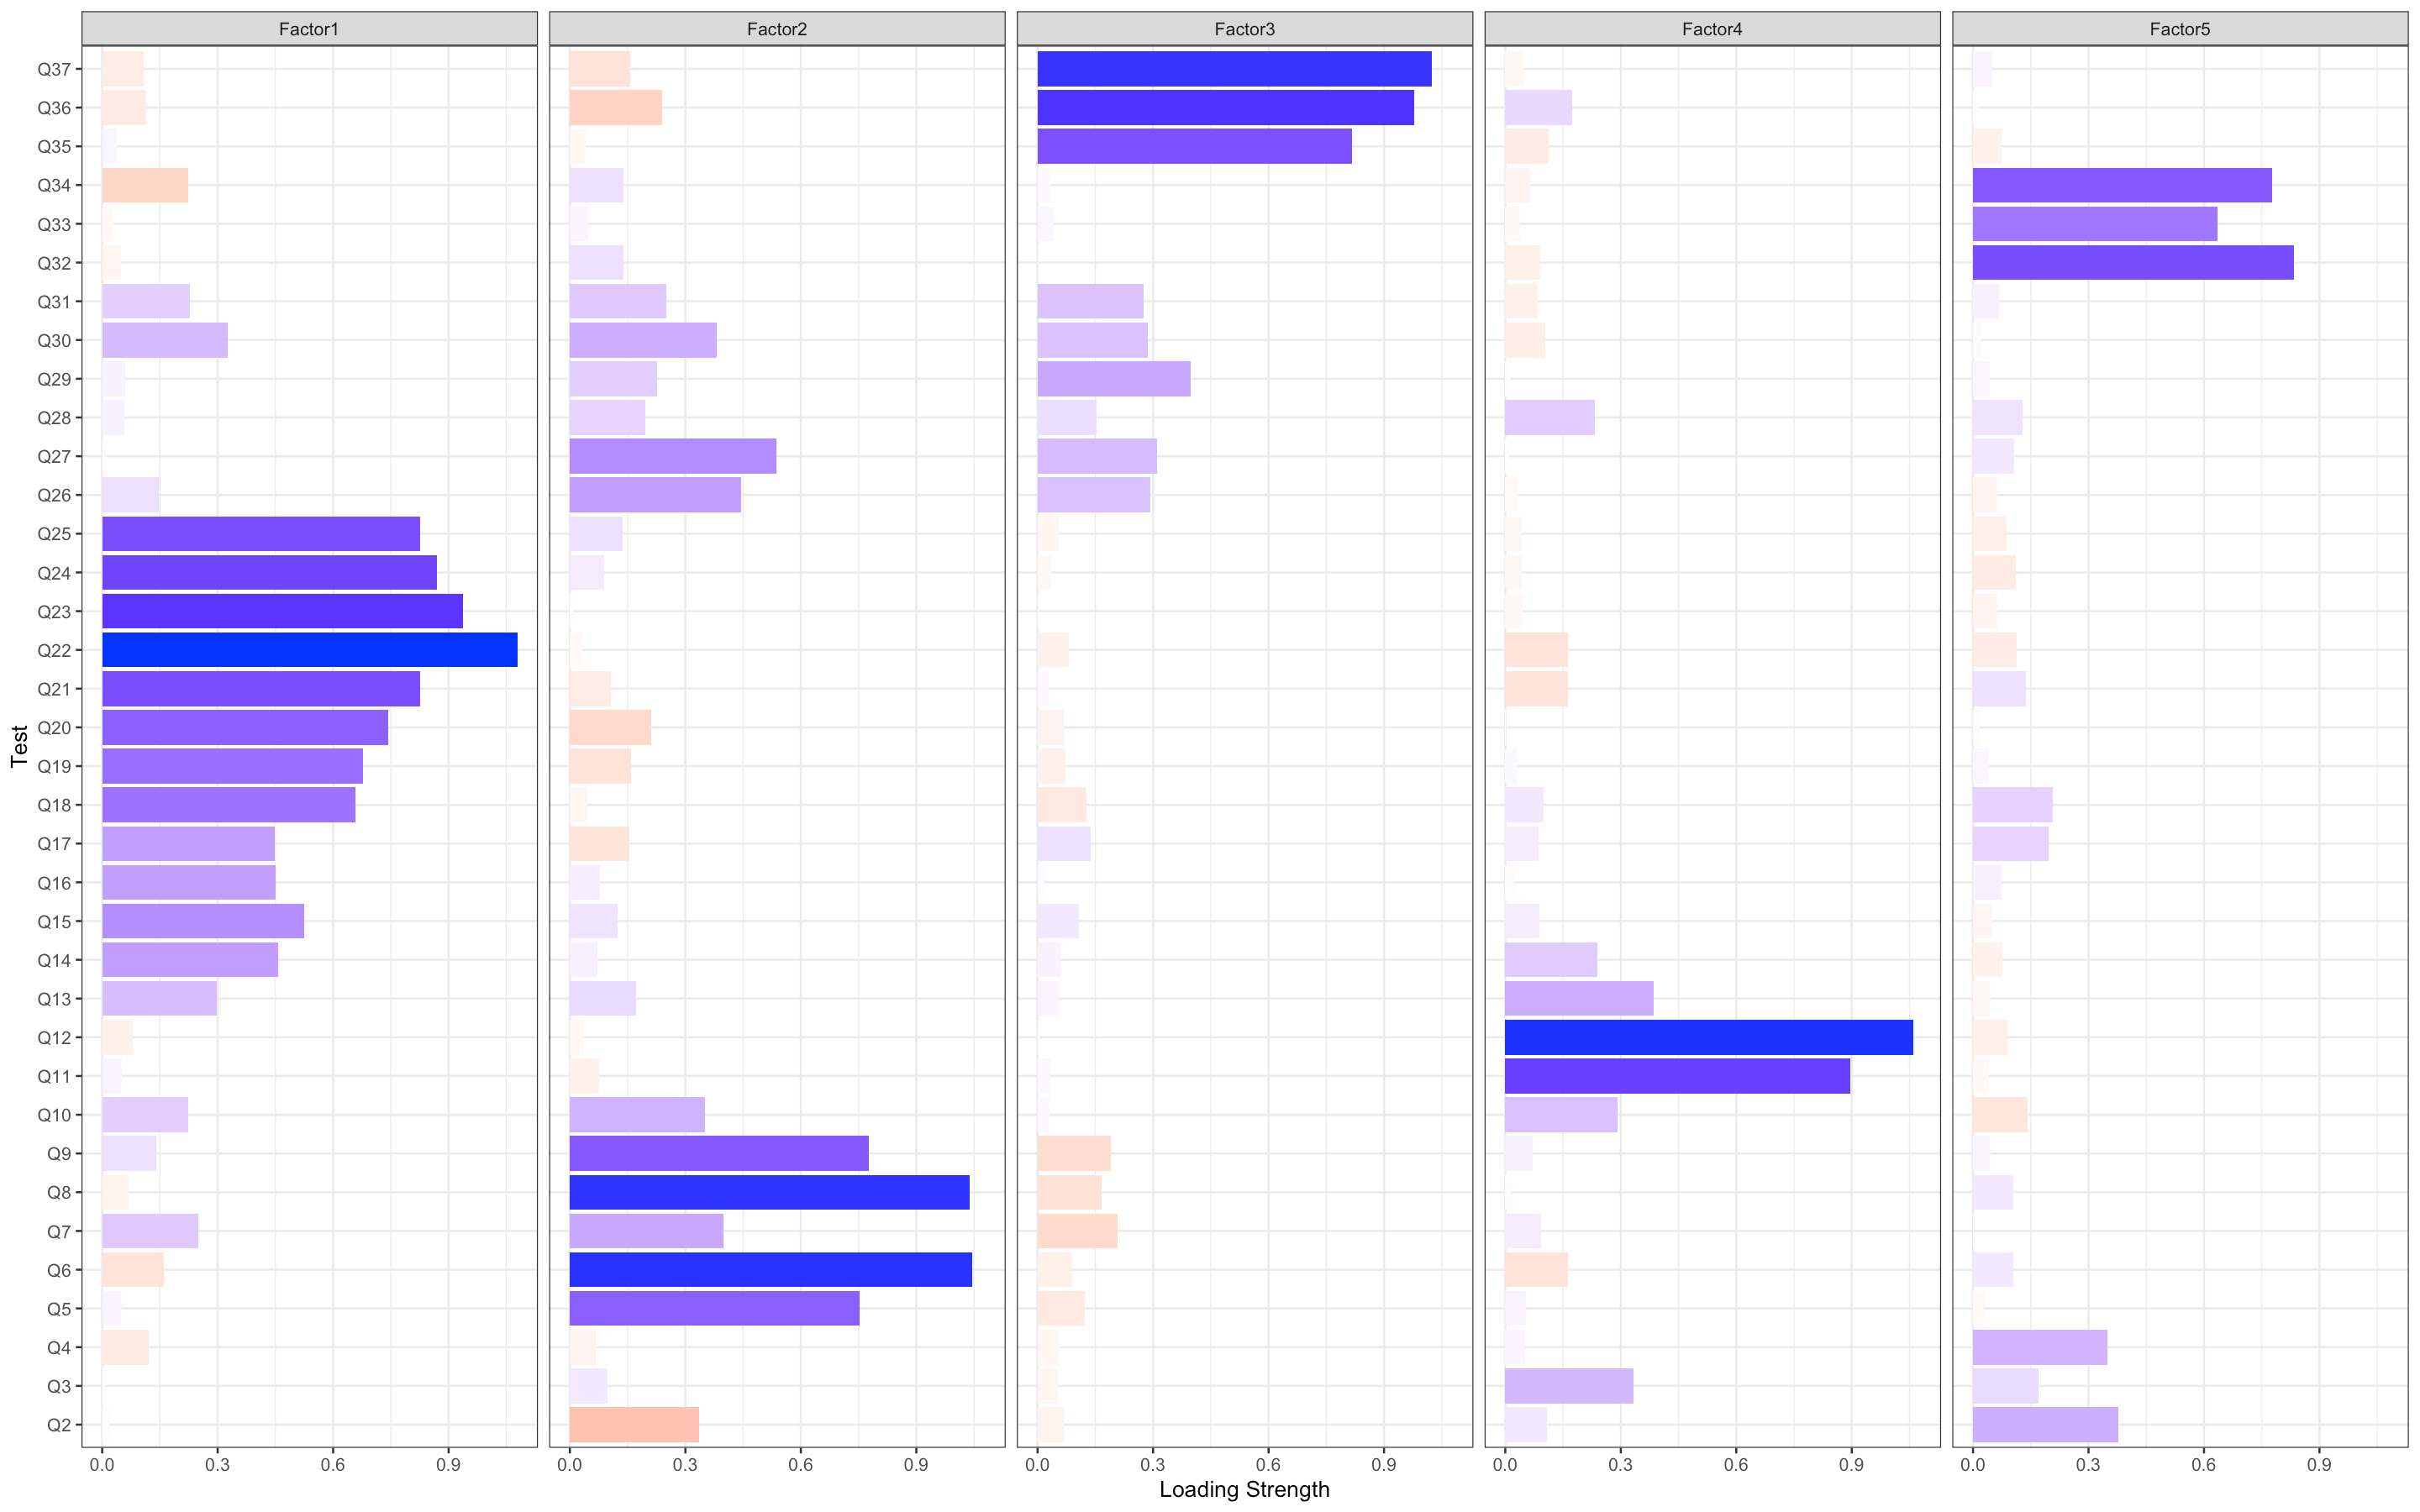 Factor1 Factor2 Factor3 Factor4 Factor5
Test
Q37
Q36
Q35
Q34
Q33
Q32
Q31
Q30
Q29
Q28
Q27
Q26
Q25
Q24
Q23
Q22
Q21
Q20
Q19
Q18
Q17
Q16
Q15
Q14
Q13
Q12
Q11
Q10
Q9
Q8
Q7
Q6
Q5
Q4
Q3
Q2
0.0 0.3 0.6 0.9 0.0 0.3 0.6 0.9 0.0 0.3 0.6 0.9 0.0 0.3 0.6 0.9 0.0 0.3 0.6 0.9
Loading Strength